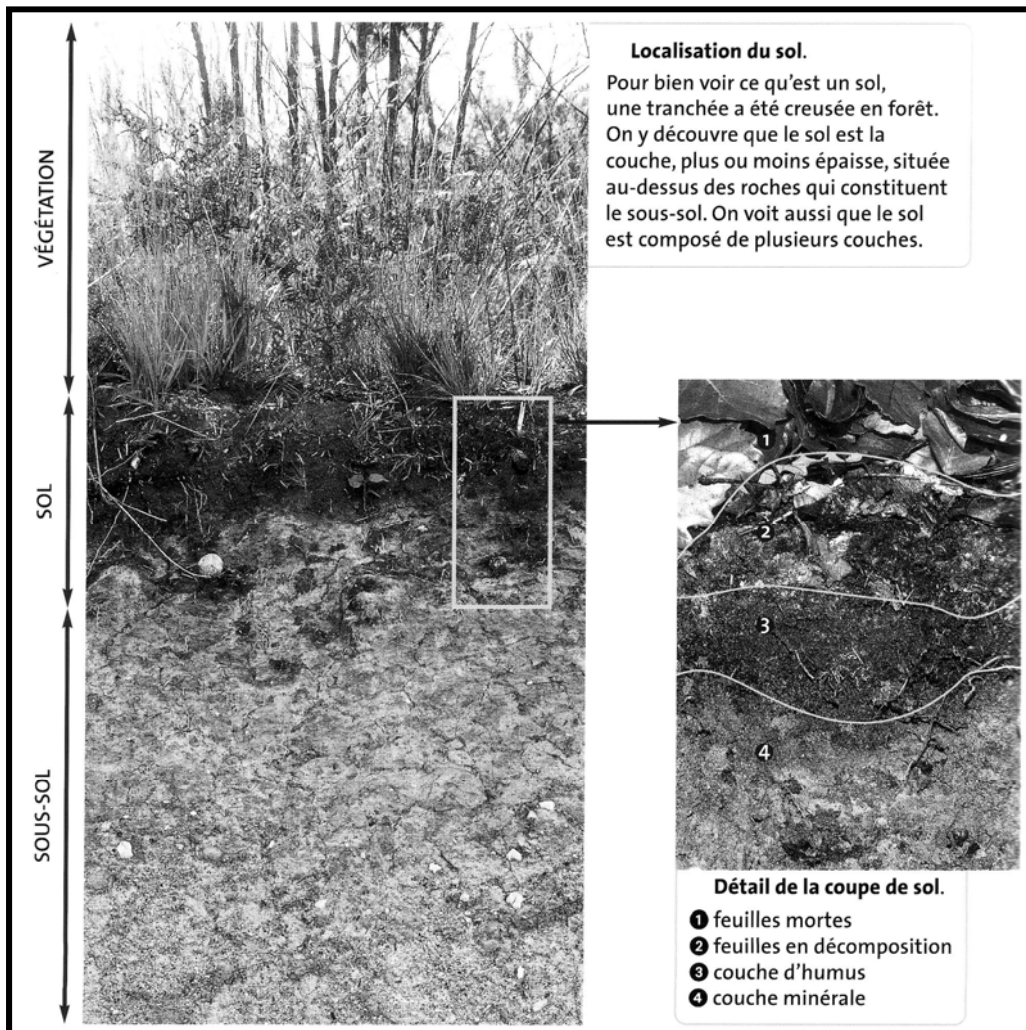 Localisation du sol.
Pour bien voir ce qu'est un sol,
une tranchée a été creusée en forêt.
On y découvre que le sol est la
couche, plus ou moins épaisse, située
au-dessus des roches qui constituent
le sous-sol. On voit aussi que le sol
est composé de plusieurs couches.
VÉGÉTATION
SOL
SOUS-SOL
1
2
3
4
Détail de la coupe de sol.
1 feuilles mortes
2 feuilles en décomposition
3 couche d'humus
4 couche minérale